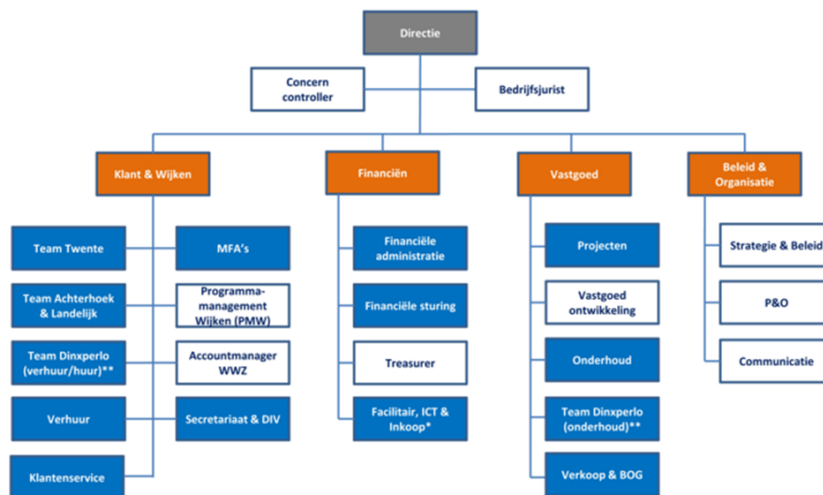 Directie
Concern
controller
Bedrijfsjurist
Klant & Wijken
Financiën
Vastgoed
Beleid &
Organisatie
Team Twente
MFA's
Team Achterhoek
& Landelijk
Programma-
management
Wijken (PMW)
Team Dinxperlo
(verhuur/huur)**
Accountmanager
WWZ
Verhuur
Secretariaat & DIV
Klantenservice
Financiële
administratie
Financiële sturing
Treasurer
Facilitair, ICT &
Inkoop*
Projecten
Vastgoed
ontwikkeling
Onderhoud
Team Dinxperlo
(onderhoud)**
Verkoop & BOG
Strategie & Beleid
P&O
Communicatie